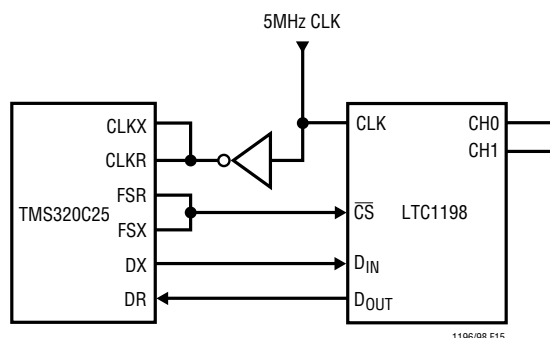 5MHz CLK
CLKX
CLKR
FSR
TMS320C25
FSX
DX
DR
CLK
CH0
CH1
CS
LTC1198
DIN
DOUT
1196/98 F15